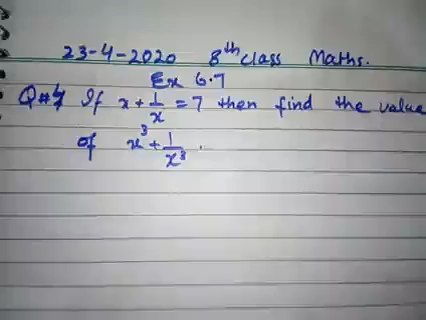 23-4-2020 8th class Maths.
Ex 6.7
Q#4 If x + 1/x = 7 then find the value
of x³ + 1/x³.